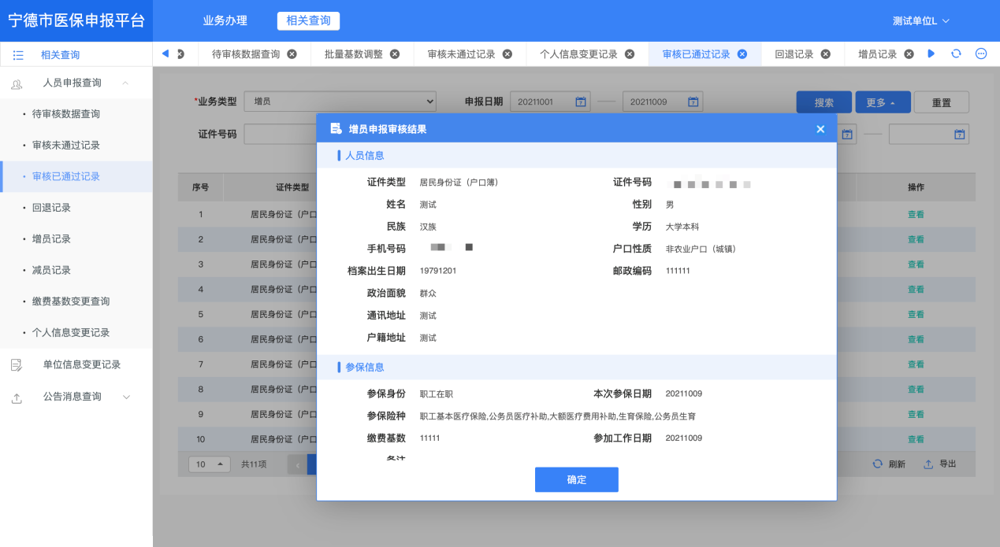 宁德市医保申报平台
业务办理
相关查询
测试单位L
相关查询
待审核数据查询
批量基数调整
审核未通过记录
个人信息变更记录
审核已通过记录
回退记录
增员记录
人员申报查询
待审核数据查询
审核未通过记录
审核已通过记录
回退记录
增员记录
减员记录
缴费基数变更查询
个人信息变更记录
单位信息变更记录
公告消息查询
*业务类型 增员
申报日期 20211001 — 20211009
搜索 更多 重置
证件号码
序号 证件类型 操作
1 居民身份证（户口 查看
2 居民身份证（户口 查看
3 居民身份证（户口 查看
4 居民身份证（户口 查看
5 居民身份证（户口 查看
6 居民身份证（户口 查看
7 居民身份证（户口 查看
8 居民身份证（户口 查看
9 居民身份证（户口 查看
10 居民身份证（户口 查看
10 共11项 刷新 导出
增员申报审核结果
人员信息
证件类型 居民身份证（户口簿） 证件号码
姓名 测试 性别 男
民族 汉族 学历 大学本科
手机号码 户口性质 非农业户口（城镇）
档案出生日期 19791201 邮政编码 111111
政治面貌 群众
通讯地址 测试
户籍地址 测试
参保信息
参保身份 职工在职 本次参保日期 20211009
参保险种 职工基本医疗保险,公务员医疗补助,大额医疗费用补助,生育保险,公务员生育
缴费基数 11111 参加工作日期 20211009
备注
确定